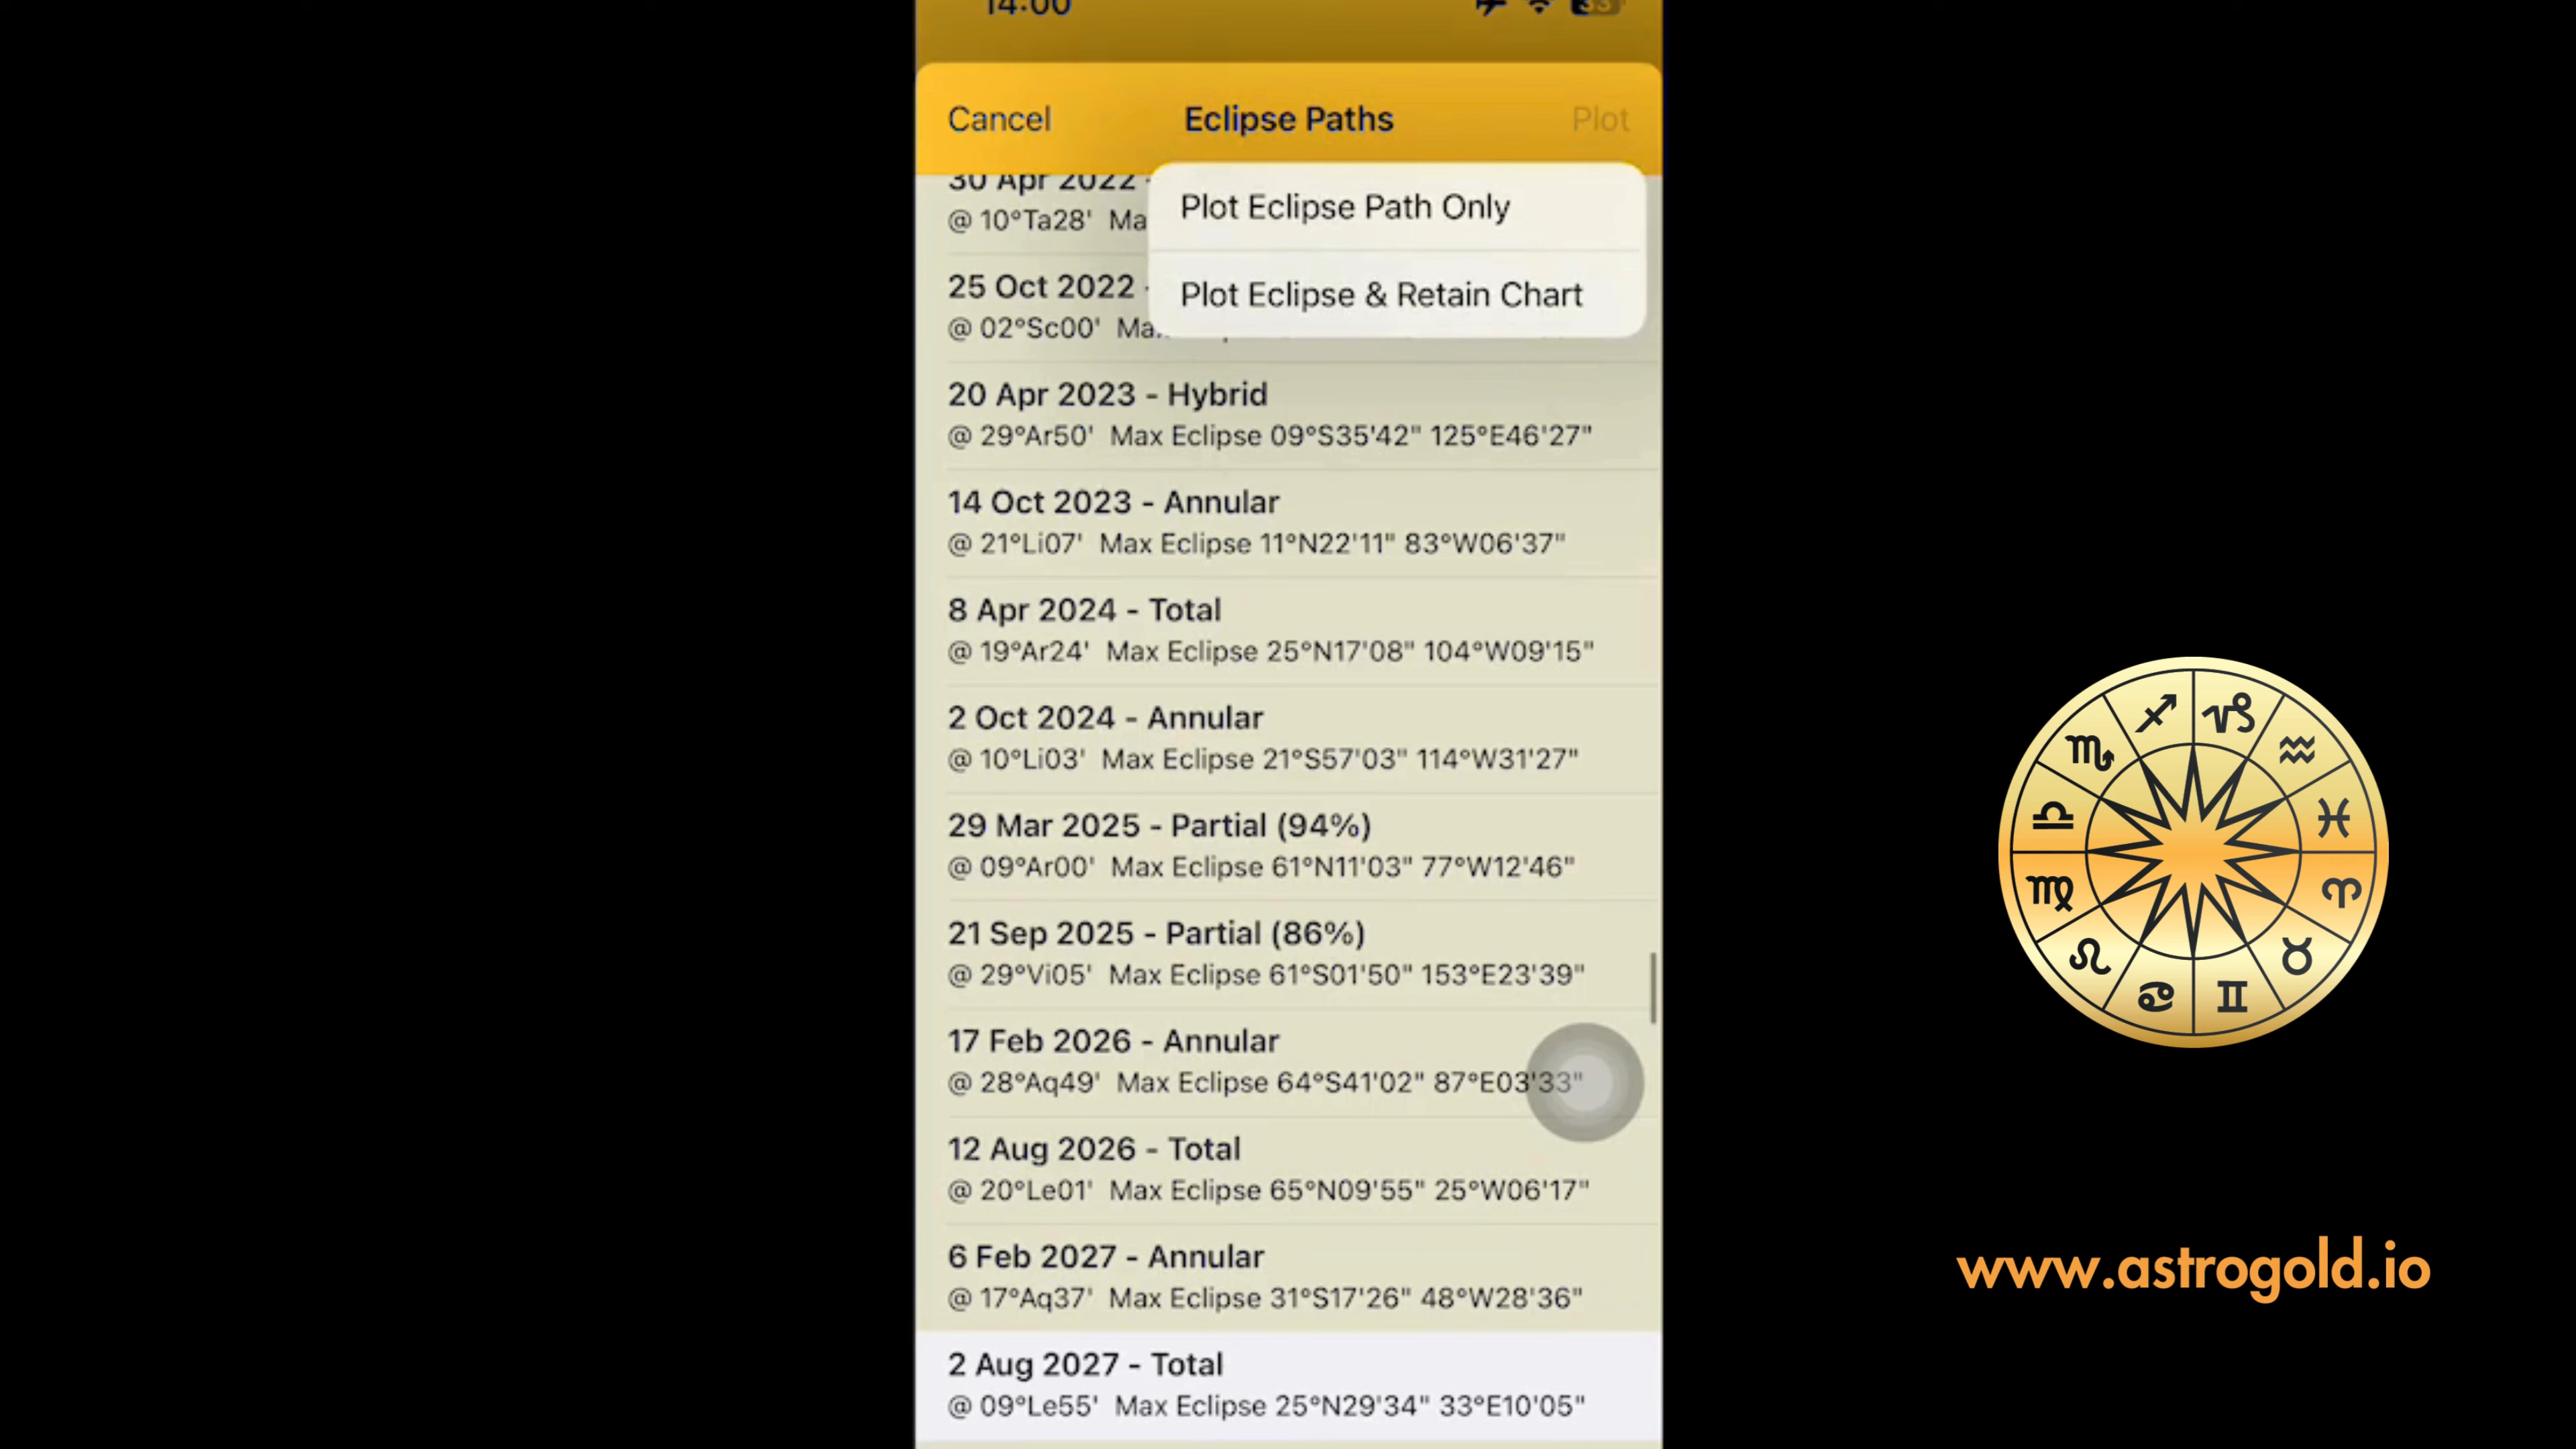 14:00
33
Cancel
Eclipse Paths
Plot
Plot Eclipse Path Only
Plot Eclipse & Retain Chart
30 Apr 2022 -
@ 10°Ta28' Ma
25 Oct 2022 -
@ 02°Sc00' Ma
20 Apr 2023 - Hybrid
@ 29°Ar50' Max Eclipse 09°S35'42" 125°E46'27"
14 Oct 2023 - Annular
@ 21°Li07' Max Eclipse 11°N22'11" 83°W06'37"
8 Apr 2024 - Total
@ 19°Ar24' Max Eclipse 25°N17'08" 104°W09'15"
2 Oct 2024 - Annular
@ 10°Li03' Max Eclipse 21°S57'03" 114°W31'27"
29 Mar 2025 - Partial (94%)
@ 09°Ar00' Max Eclipse 61°N11'03" 77°W12'46"
21 Sep 2025 - Partial (86%)
@ 29°Vi05' Max Eclipse 61°S01'50" 153°E23'39"
17 Feb 2026 - Annular
@ 28°Aq49' Max Eclipse 64°S41'02" 87°E03'33"
12 Aug 2026 - Total
@ 20°Le01' Max Eclipse 65°N09'55" 25°W06'17"
6 Feb 2027 - Annular
@ 17°Aq37' Max Eclipse 31°S17'26" 48°W28'36"
2 Aug 2027 - Total
@ 09°Le55' Max Eclipse 25°N29'34" 33°E10'05"
www.astrogold.io